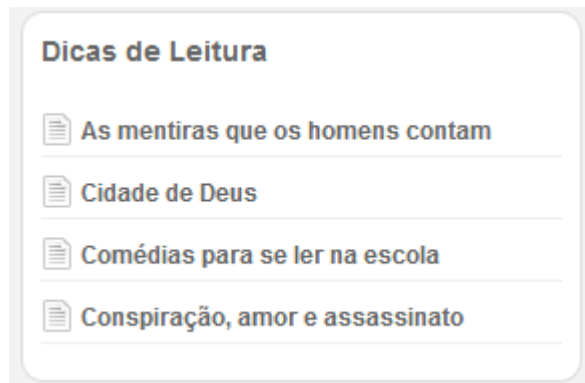 Dicas de Leitura
As mentiras que os homens contam
Cidade de Deus
Comédias para se ler na escola
Conspiração, amor e assassinato